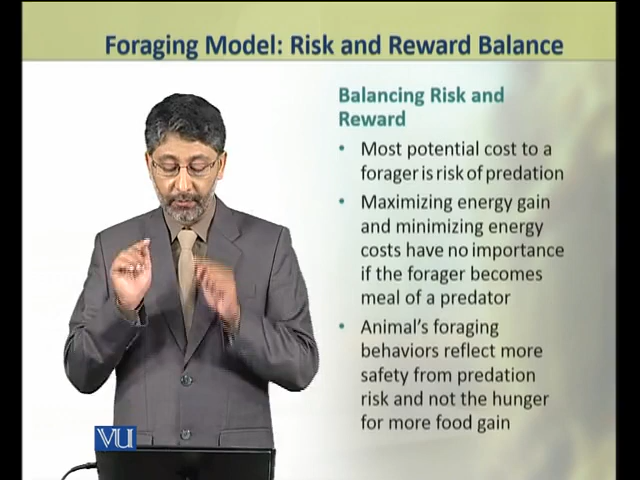 Foraging Model: Risk and Reward Balance
Balancing Risk and
Reward
• Most potential cost to a
forager is risk of predation
• Maximizing energy gain
and minimizing energy
costs have no importance
if the forager becomes
meal of a predator
• Animal's foraging
behaviors reflect more
safety from predation
risk and not the hunger
for more food gain
VU